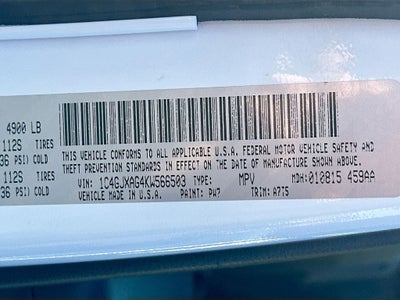 4900 LB
112S TIRES
36 PSI) COLD
112S TIRES
36 PSI) COLD
THIS VEHICLE CONFORMS TO ALL APPLICABLE U.S.A. FEDERAL MOTOR VEHICLE SAFETY AND
THEFT PREVENTION STANDARDS IN EFFECT ON THE DATE OF MANUFACTURE SHOWN ABOVE.
VIN: 1C4GJXAG4KW566503 TYPE: MPV MDH: 010815 459AA
VEHICLE MADE IN U.S.A. PAINT: PW7 TRIM: A7T5